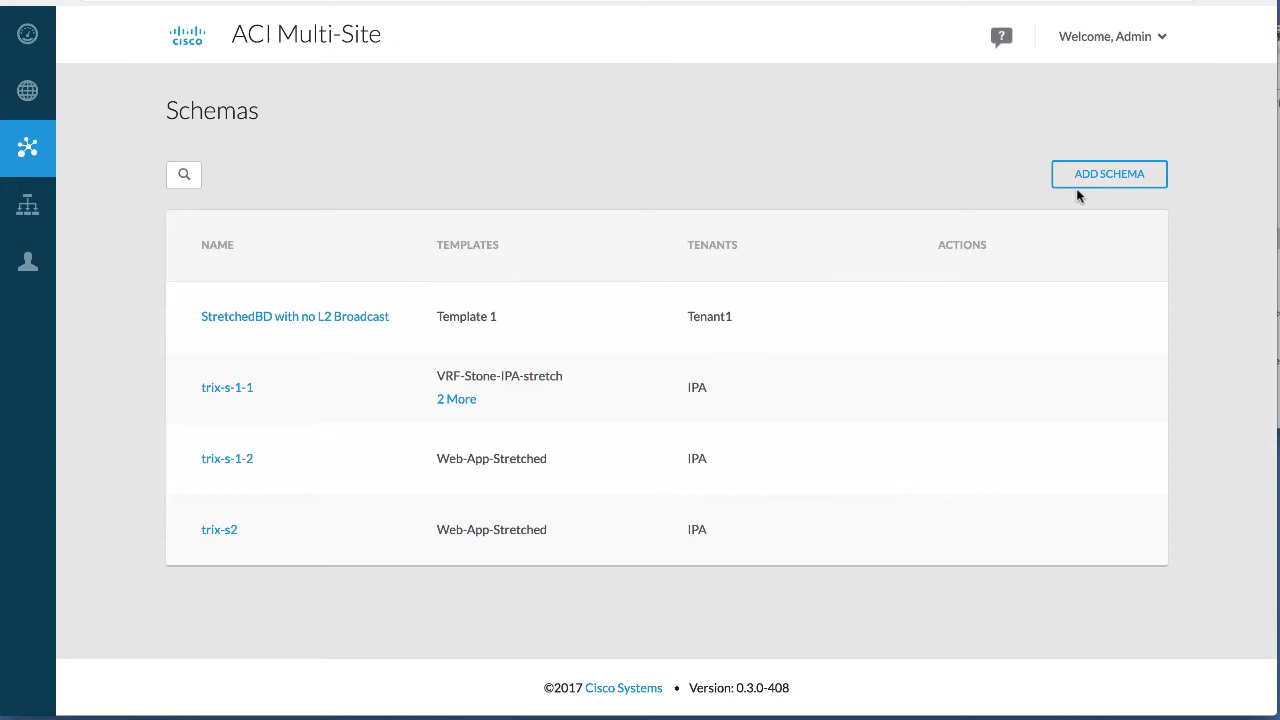 CISCO
ACI Multi-Site
?
Welcome, Admin
Schemas
ADD SCHEMA
NAME TEMPLATES TENANTS ACTIONS
StretchedBD with no L2 Broadcast Template 1 Tenant1
trix-s-1-1 VRF-Stone-IPA-stretch IPA
2 More
trix-s-1-2 Web-App-Stretched IPA
trix-s2 Web-App-Stretched IPA
©2017 Cisco Systems • Version: 0.3.0-408